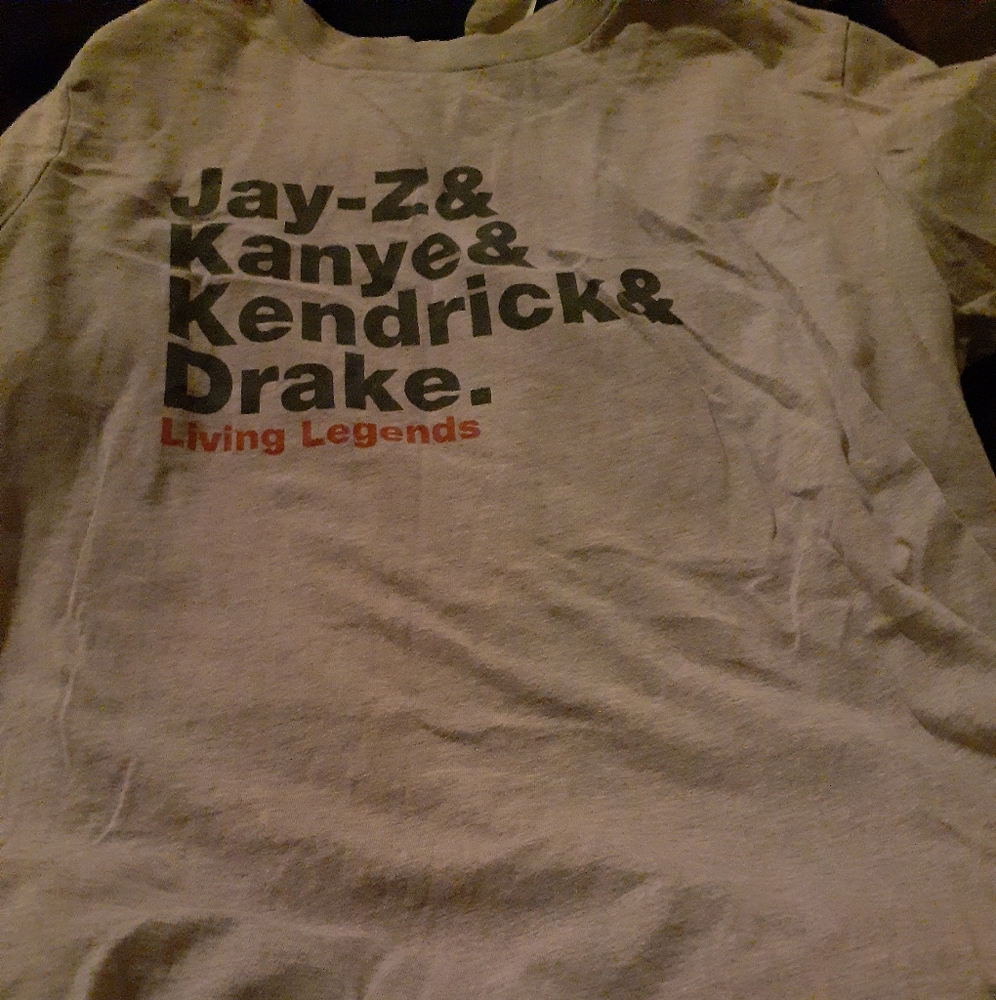 Jay-Z&
Kanye&
Kendrick&
Drake.
Living Legends